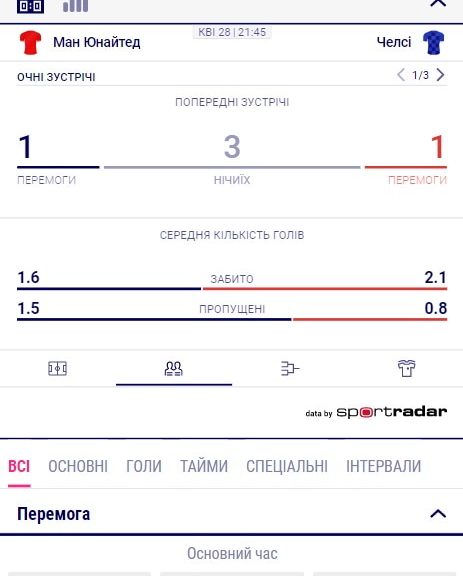 0:0
КВІ 28 | 21:45
Ман Юнайтед
Челсі
ОЧНІ ЗУСТРІЧІ
1/3
ПОПЕРЕДНІ ЗУСТРІЧІ
1 3 1
ПЕРЕМОГИ НІЧИЇХ ПЕРЕМОГИ
СЕРЕДНЯ КІЛЬКІСТЬ ГОЛІВ
1.6 ЗАБИТО 2.1
1.5 ПРОПУЩЕНІ 0.8
data by sportradar
ВСІ ОСНОВНІ ГОЛИ ТАЙМИ СПЕЦІАЛЬНІ ІНТЕРВАЛИ
Перемога
Основний час